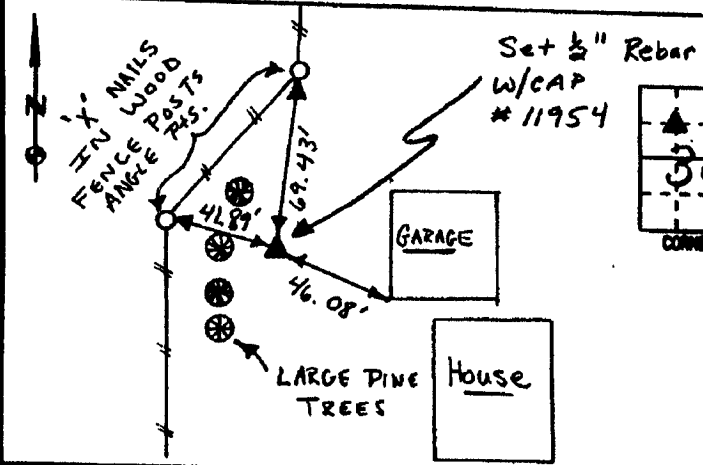 N
'X' NAILS
IN WOOD
FENCE POSTS
ANGLE PTS.
Set ½" Rebar
W/CAP
# 11954
69.43'
41.89'
46.08'
GARAGE
House
LARGE PINE
TREES